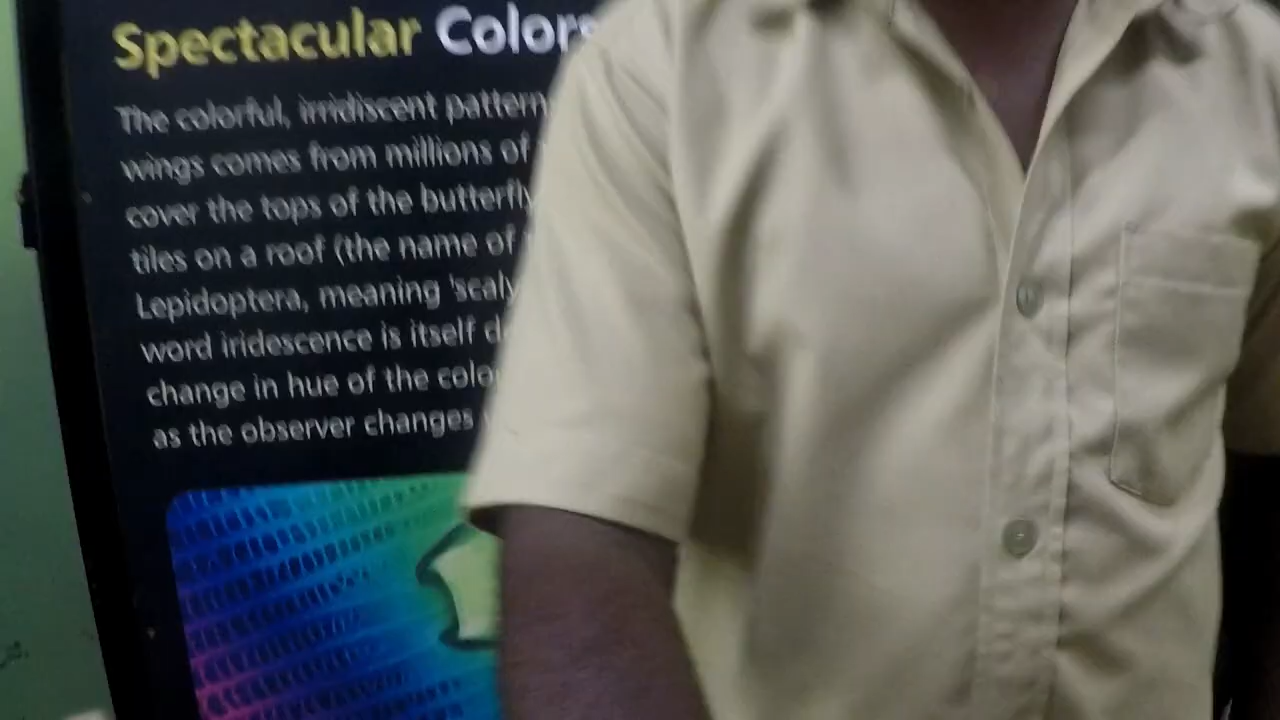 Spectacular Colors
The colorful, irridiscent pattern
wings comes from millions of
cover the tops of the butterfly
tiles on a roof (the name of
Lepidoptera, meaning 'scaly
word iridescence is itself
change in hue of the colo
as the observer changes